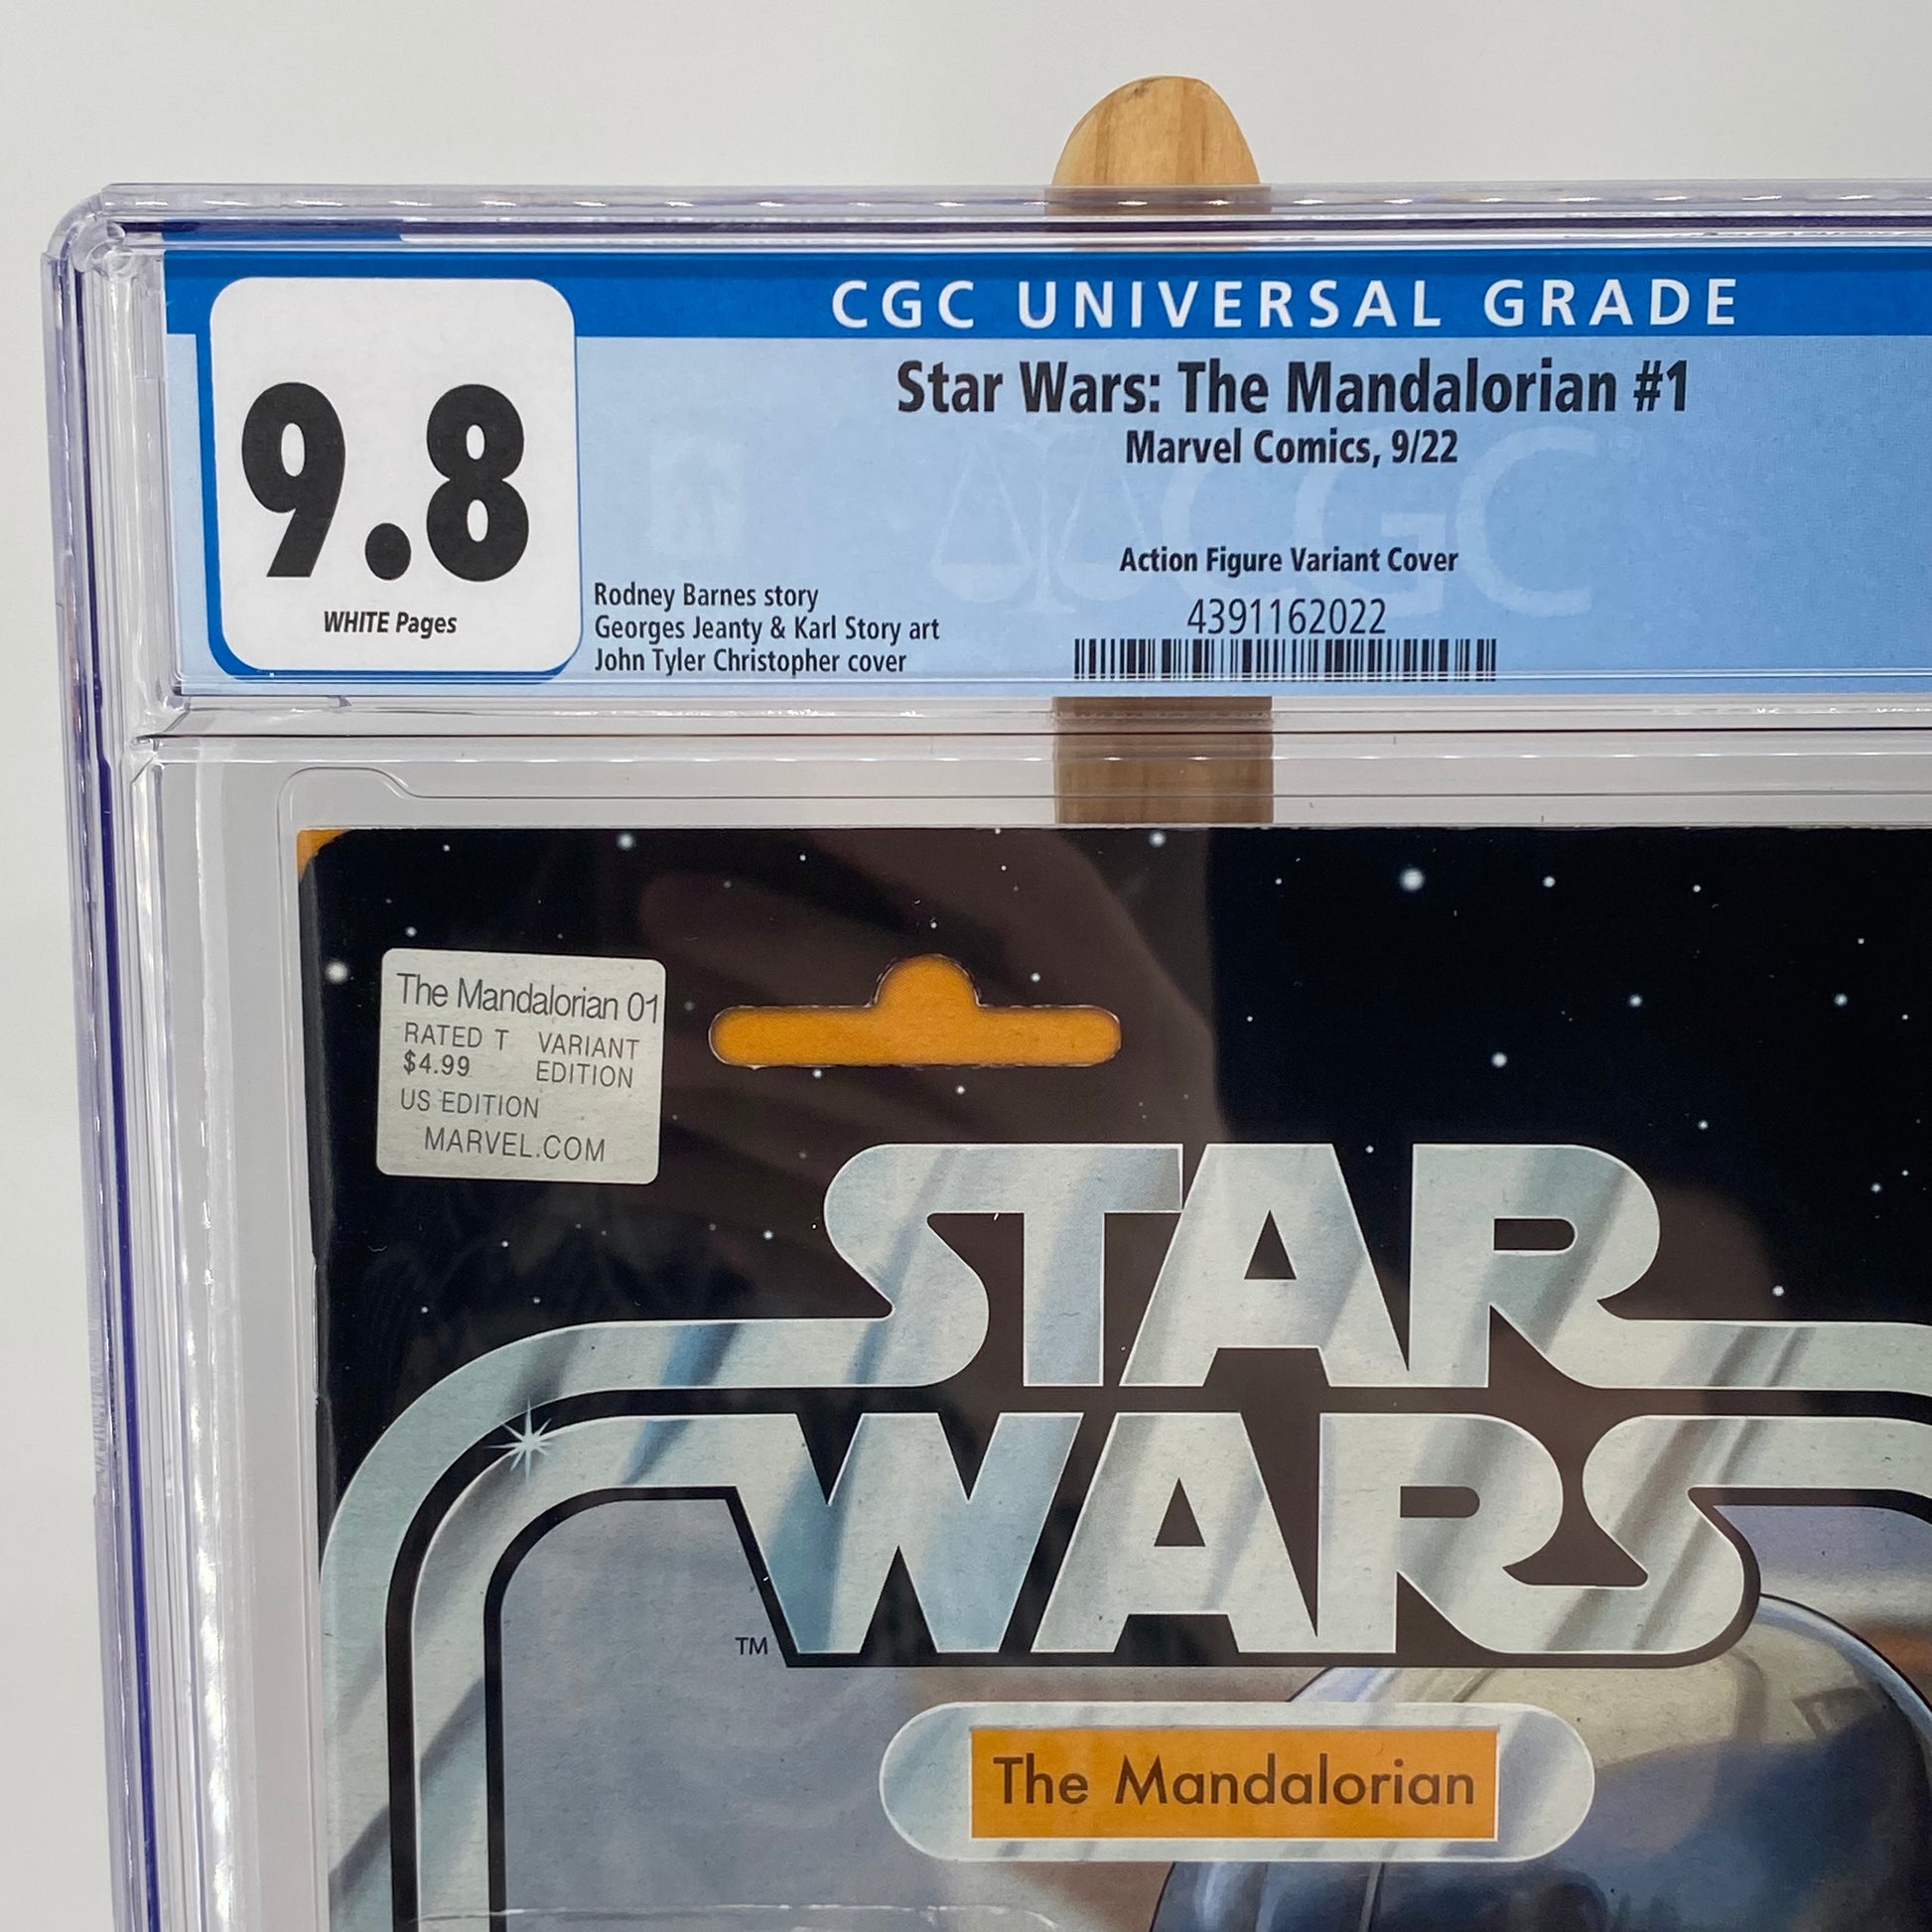 CGC UNIVERSAL GRADE
9.8
WHITE Pages
Star Wars: The Mandalorian #1
Marvel Comics, 9/22
CGC
Action Figure Variant Cover
Rodney Barnes story
Georges Jeanty & Karl Story art
John Tyler Christopher cover
4391162022
The Mandalorian 01
RATED T VARIANT
$4.99 EDITION
US EDITION
MARVEL.COM
STAR
WARS
TM
The Mandalorian